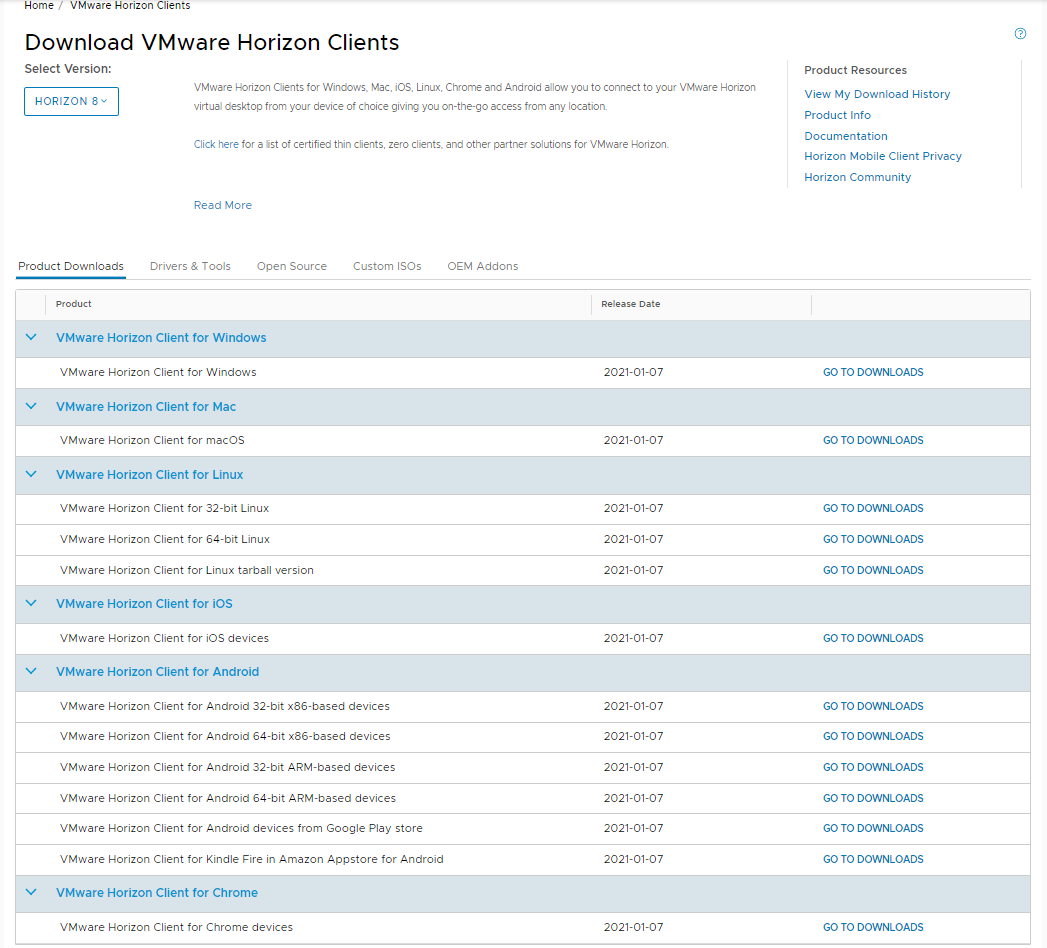 Home / VMware Horizon Clients
Download VMware Horizon Clients
Select Version:
HORIZON 8
VMware Horizon Clients for Windows, Mac, iOS, Linux, Chrome and Android allow you to connect to your VMware Horizon
virtual desktop from your device of choice giving you on-the-go access from any location.
Click here for a list of certified thin clients, zero clients, and other partner solutions for VMware Horizon.
Read More
Product Resources
View My Download History
Product Info
Documentation
Horizon Mobile Client Privacy
Horizon Community
Product Downloads Drivers & Tools Open Source Custom ISOs OEM Addons
Product Release Date
VMware Horizon Client for Windows
VMware Horizon Client for Windows 2021-01-07 GO TO DOWNLOADS
VMware Horizon Client for Mac
VMware Horizon Client for macOS 2021-01-07 GO TO DOWNLOADS
VMware Horizon Client for Linux
VMware Horizon Client for 32-bit Linux 2021-01-07 GO TO DOWNLOADS
VMware Horizon Client for 64-bit Linux 2021-01-07 GO TO DOWNLOADS
VMware Horizon Client for Linux tarball version 2021-01-07 GO TO DOWNLOADS
VMware Horizon Client for iOS
VMware Horizon Client for iOS devices 2021-01-07 GO TO DOWNLOADS
VMware Horizon Client for Android
VMware Horizon Client for Android 32-bit x86-based devices 2021-01-07 GO TO DOWNLOADS
VMware Horizon Client for Android 64-bit x86-based devices 2021-01-07 GO TO DOWNLOADS
VMware Horizon Client for Android 32-bit ARM-based devices 2021-01-07 GO TO DOWNLOADS
VMware Horizon Client for Android 64-bit ARM-based devices 2021-01-07 GO TO DOWNLOADS
VMware Horizon Client for Android devices from Google Play store 2021-01-07 GO TO DOWNLOADS
VMware Horizon Client for Kindle Fire in Amazon Appstore for Android 2021-01-07 GO TO DOWNLOADS
VMware Horizon Client for Chrome
VMware Horizon Client for Chrome devices 2021-01-07 GO TO DOWNLOADS